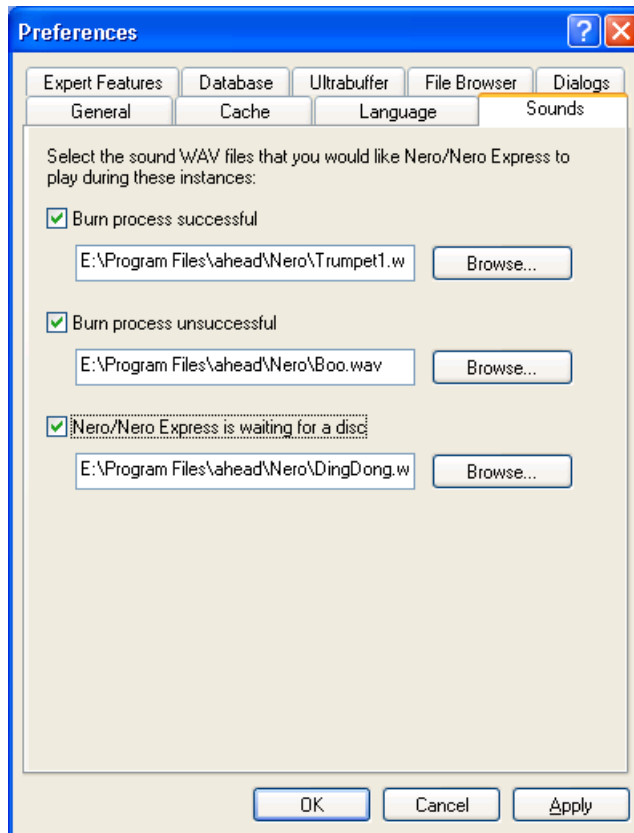 Preferences
Expert Features Database Ultrabuffer File Browser Dialogs
General Cache Language Sounds
Select the sound WAV files that you would like Nero/Nero Express to
play during these instances:
Burn process successful
E:\Program Files\ahead\Nero\Trumpet1.w Browse...
Burn process unsuccessful
E:\Program Files\ahead\Nero\Boo.wav Browse...
Nero/Nero Express is waiting for a disc
E:\Program Files\ahead\Nero\DingDong.w Browse...
OK Cancel Apply